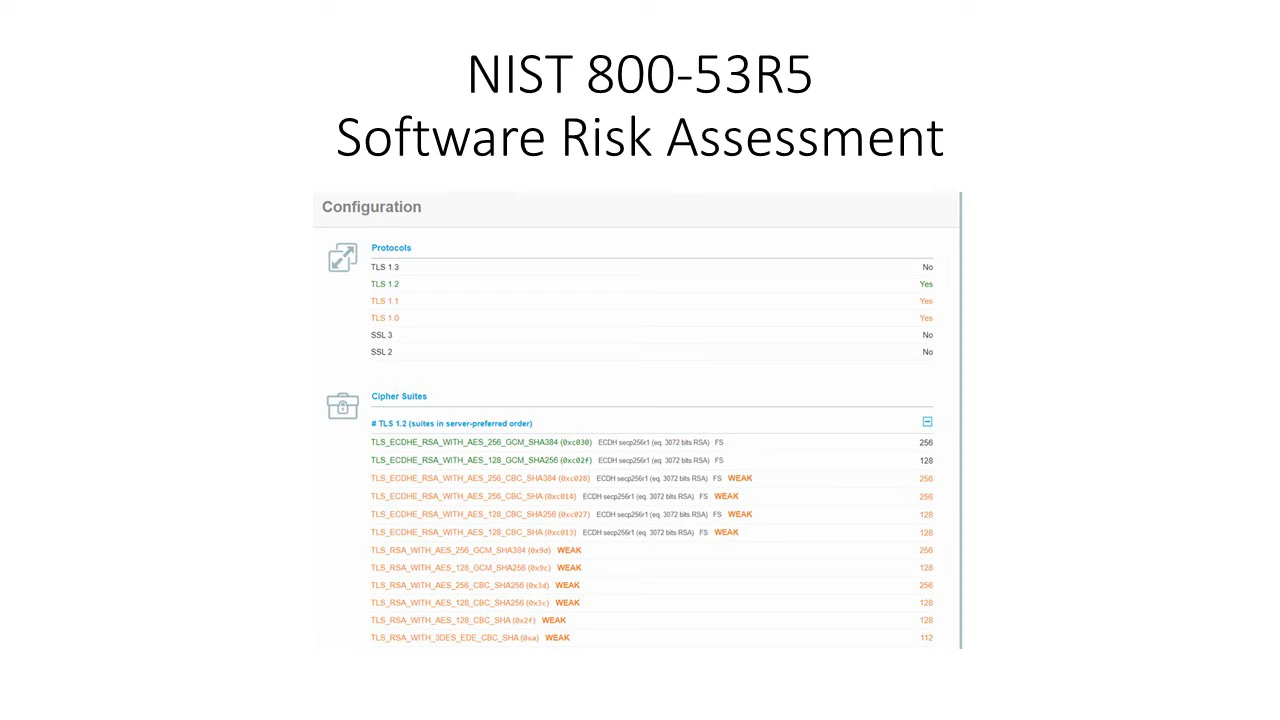 NIST 800-53R5
Software Risk Assessment
Configuration
Protocols
TLS 1.3 No
TLS 1.2 Yes
TLS 1.1 Yes
TLS 1.0 Yes
SSL 3 No
SSL 2 No
Cipher Suites
# TLS 1.2 (suites in server-preferred order)
TLS_ECDHE_RSA_WITH_AES_256_GCM_SHA384 (0xc030) ECDH secp256r1 (eq. 3072 bits RSA) FS 256
TLS_ECDHE_RSA_WITH_AES_128_GCM_SHA256 (0xc02f) ECDH secp256r1 (eq. 3072 bits RSA) FS 128
TLS_ECDHE_RSA_WITH_AES_256_CBC_SHA384 (0xc028) ECDH secp256r1 (eq. 3072 bits RSA) FS WEAK 256
TLS_ECDHE_RSA_WITH_AES_256_CBC_SHA (0xc014) ECDH secp256r1 (eq. 3072 bits RSA) FS WEAK 256
TLS_ECDHE_RSA_WITH_AES_128_CBC_SHA256 (0xc027) ECDH secp256r1 (eq. 3072 bits RSA) FS WEAK 128
TLS_ECDHE_RSA_WITH_AES_128_CBC_SHA (0xc013) ECDH secp256r1 (eq. 3072 bits RSA) FS WEAK 128
TLS_RSA_WITH_AES_256_GCM_SHA384 (0x9d) WEAK 256
TLS_RSA_WITH_AES_128_GCM_SHA256 (0x9c) WEAK 128
TLS_RSA_WITH_AES_256_CBC_SHA256 (0x3d) WEAK 256
TLS_RSA_WITH_AES_128_CBC_SHA256 (0x3c) WEAK 128
TLS_RSA_WITH_AES_128_CBC_SHA (0x2f) WEAK 128
TLS_RSA_WITH_3DES_EDE_CBC_SHA (0xa) WEAK 112